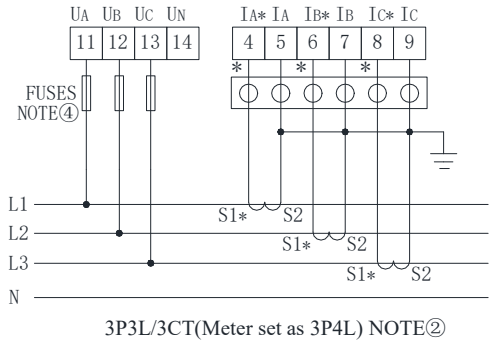 UA UB UC UN IA* IA IB* IB IC* IC
11 12 13 14 4 5 6 7 8 9
* * *
FUSES
NOTE④
L1
S1* S2
L2
S1* S2
L3
S1* S2
N
3P3L/3CT(Meter set as 3P4L) NOTE②